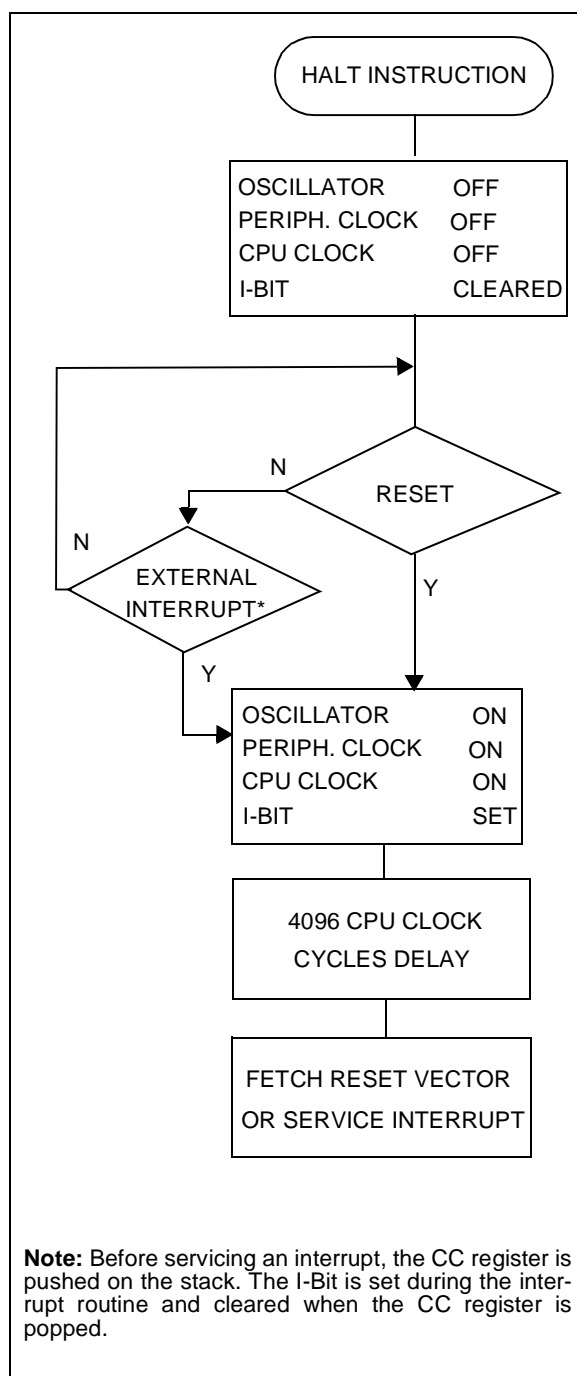 HALT INSTRUCTION
OSCILLATOR OFF
PERIPH. CLOCK OFF
CPU CLOCK OFF
I-BIT CLEARED
N
RESET
N
EXTERNAL
INTERRUPT*
Y
Y
OSCILLATOR ON
PERIPH. CLOCK ON
CPU CLOCK ON
I-BIT SET
4096 CPU CLOCK
CYCLES DELAY
FETCH RESET VECTOR
OR SERVICE INTERRUPT
Note: Before servicing an interrupt, the CC register is
pushed on the stack. The I-Bit is set during the inter-
rupt routine and cleared when the CC register is
popped.